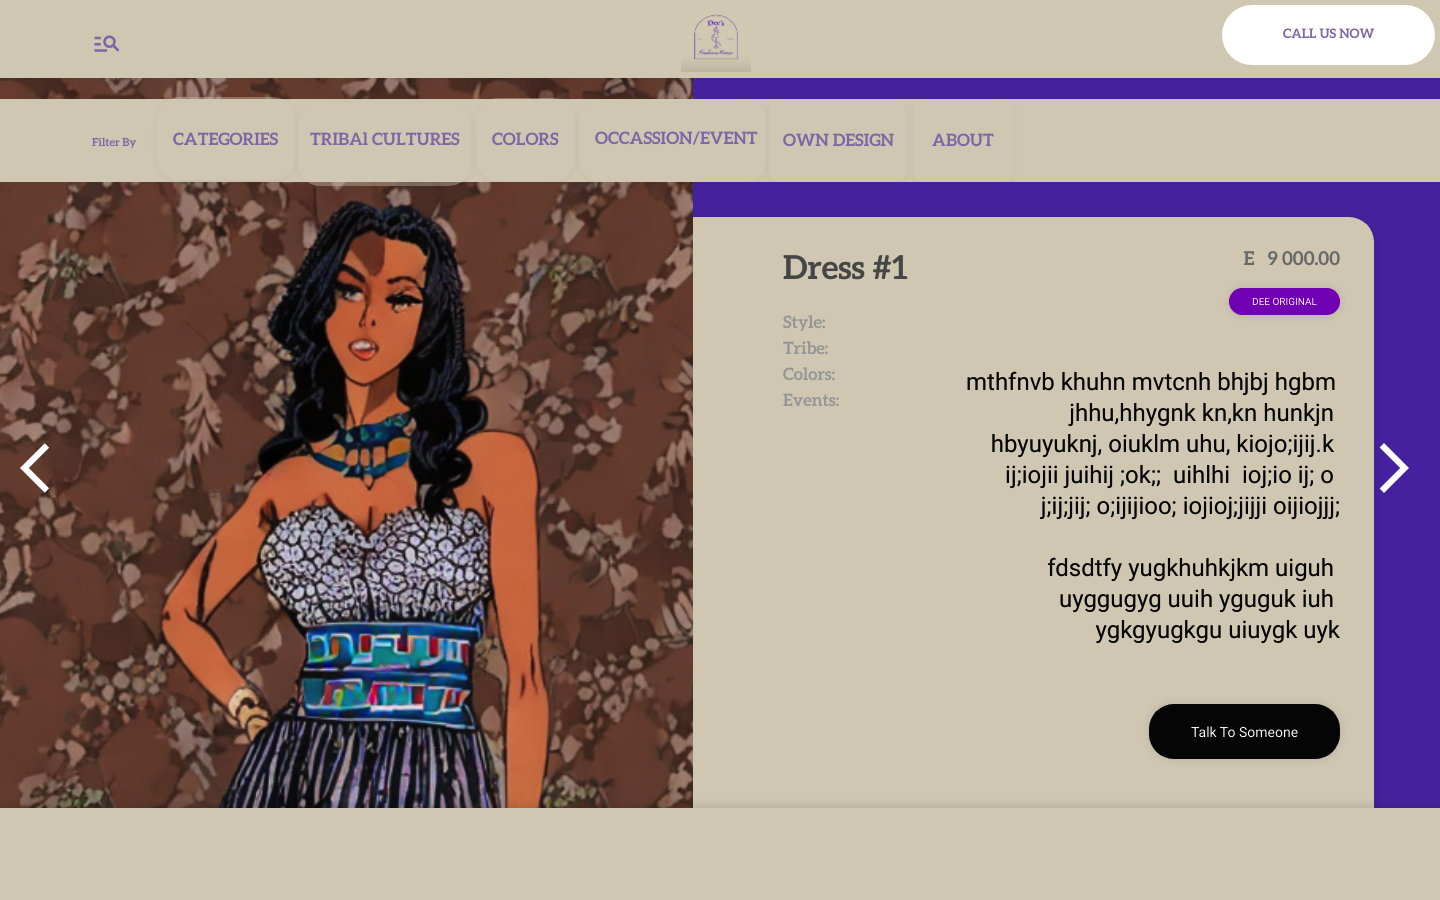 Dee's
CALL US NOW
Filter By
CATEGORIES
TRIBAl CULTURES
COLORS
OCCASSION/EVENT
OWN DESIGN
ABOUT
Dress #1
E 9 000.00
DEE ORIGINAL
Style:
Tribe:
Colors:
Events:
mthfnvb khuhn mvtcnh bhjbj hgbm
jhhu,hhygnk kn,kn hunkjn
hbyuyuknj, oiuklm uhu, kiojo;ijij.k
ij;iojii juihij ;ok;; uihlhi ioj;io ij; o
j;ij;jij; o;ijijioo; iojioj;jijji oijiojjj;
fdsdtfy yugkhuhkjkm uiguh
uyggugyg uuih yguguk iuh
ygkgyugkgu uiuygk uyk
Talk To Someone